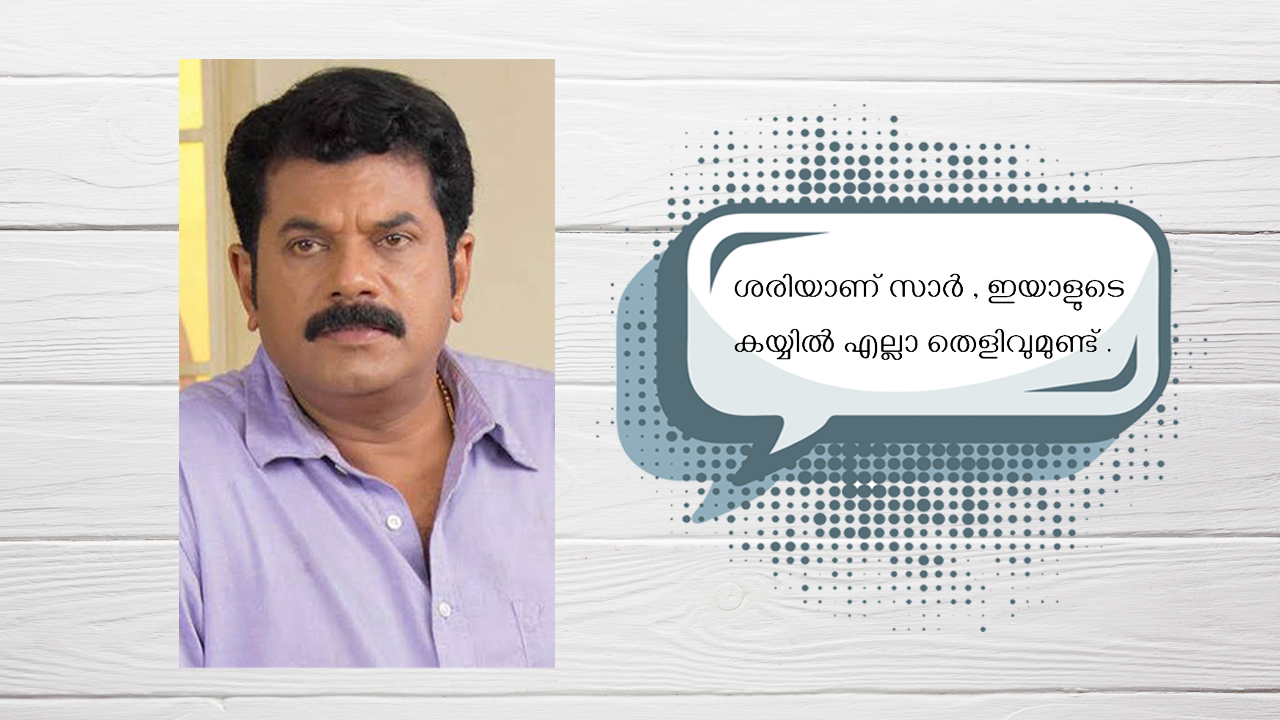 ശരിയാണ് സാർ , ഇയാളുടെ
കയ്യിൽ എല്ലാ തെളിവുമുണ്ട് .